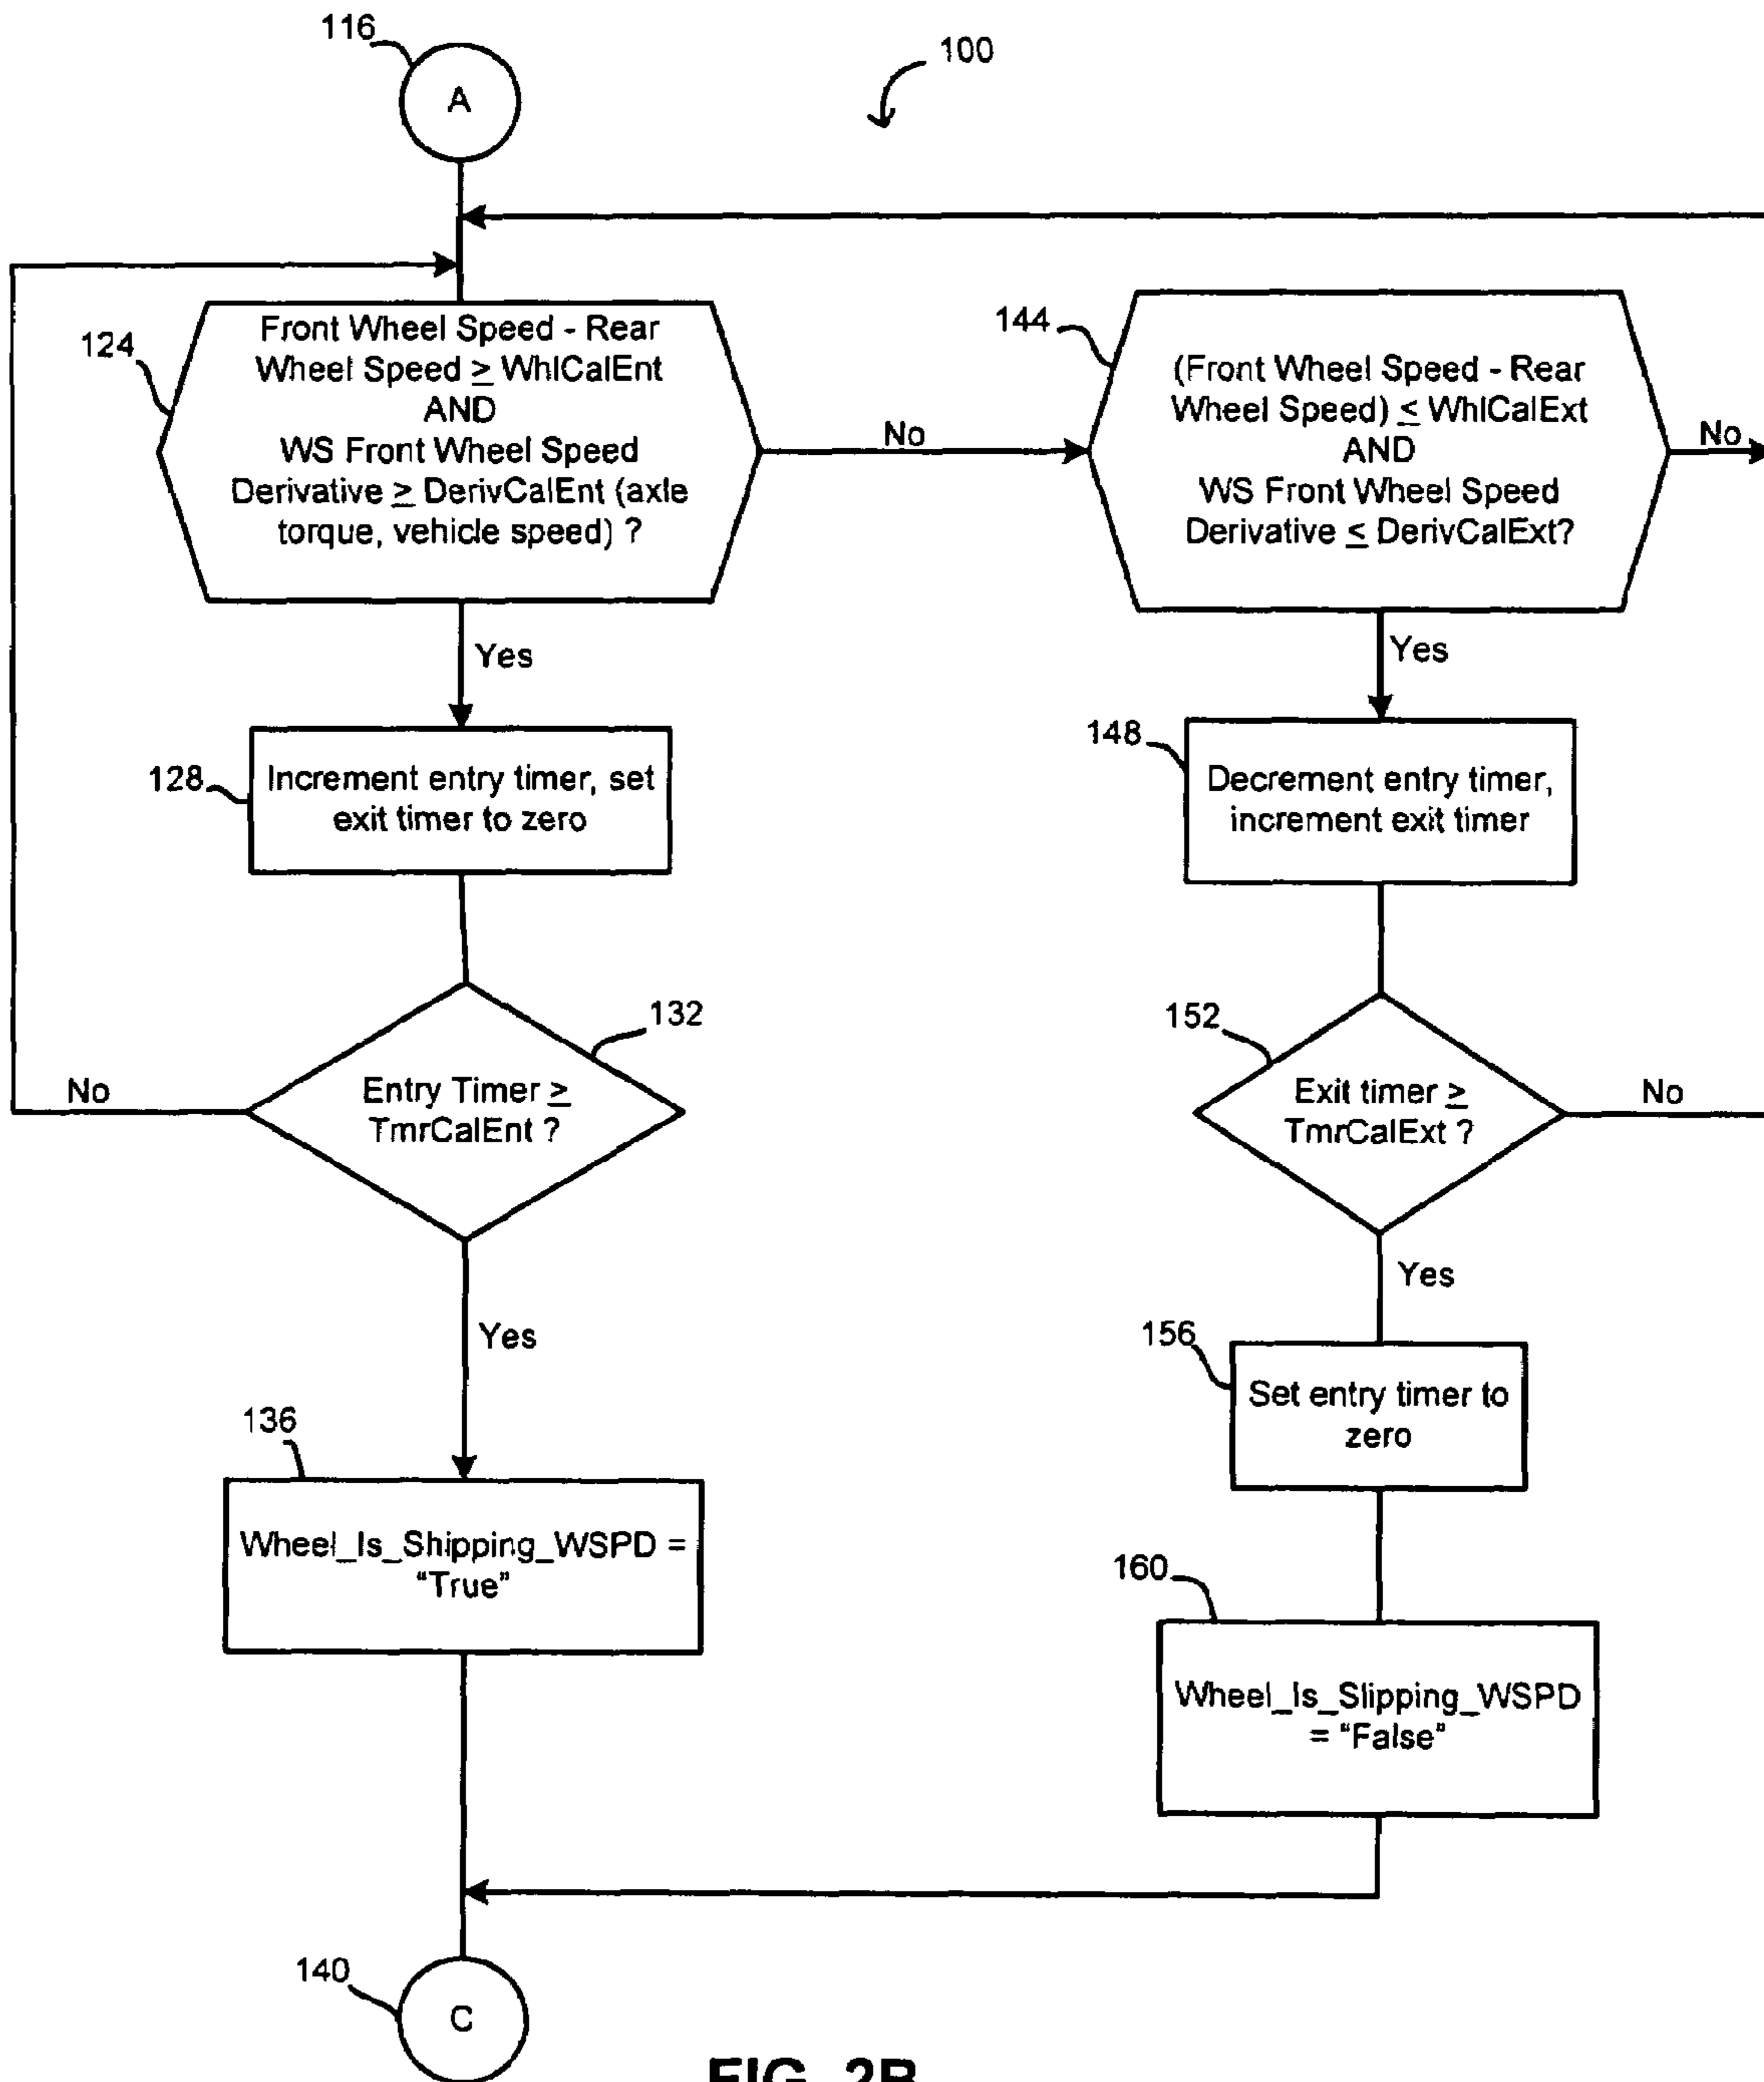 116
A
100
124
Front Wheel Speed - Rear
Wheel Speed ≥ WhlCalEnt
AND
WS Front Wheel Speed
Derivative ≥ DerivCalEnt (axle
torque, vehicle speed) ?
No
144
(Front Wheel Speed - Rear
Wheel Speed) ≤ WhlCalExt
AND
WS Front Wheel Speed
Derivative ≤ DerivCalExt?
No
Yes
Yes
128
Increment entry timer, set
exit timer to zero
148
Decrement entry timer,
increment exit timer
132
Entry Timer ≥
TmrCalEnt ?
No
152
Exit timer ≥
TmrCalExt ?
No
Yes
Yes
136
Wheel_Is_Shipping_WSPD =
“True”
156
Set entry timer to
zero
160
Wheel_Is_Slipping_WSPD
= “False”
140
C
FIG. 2B